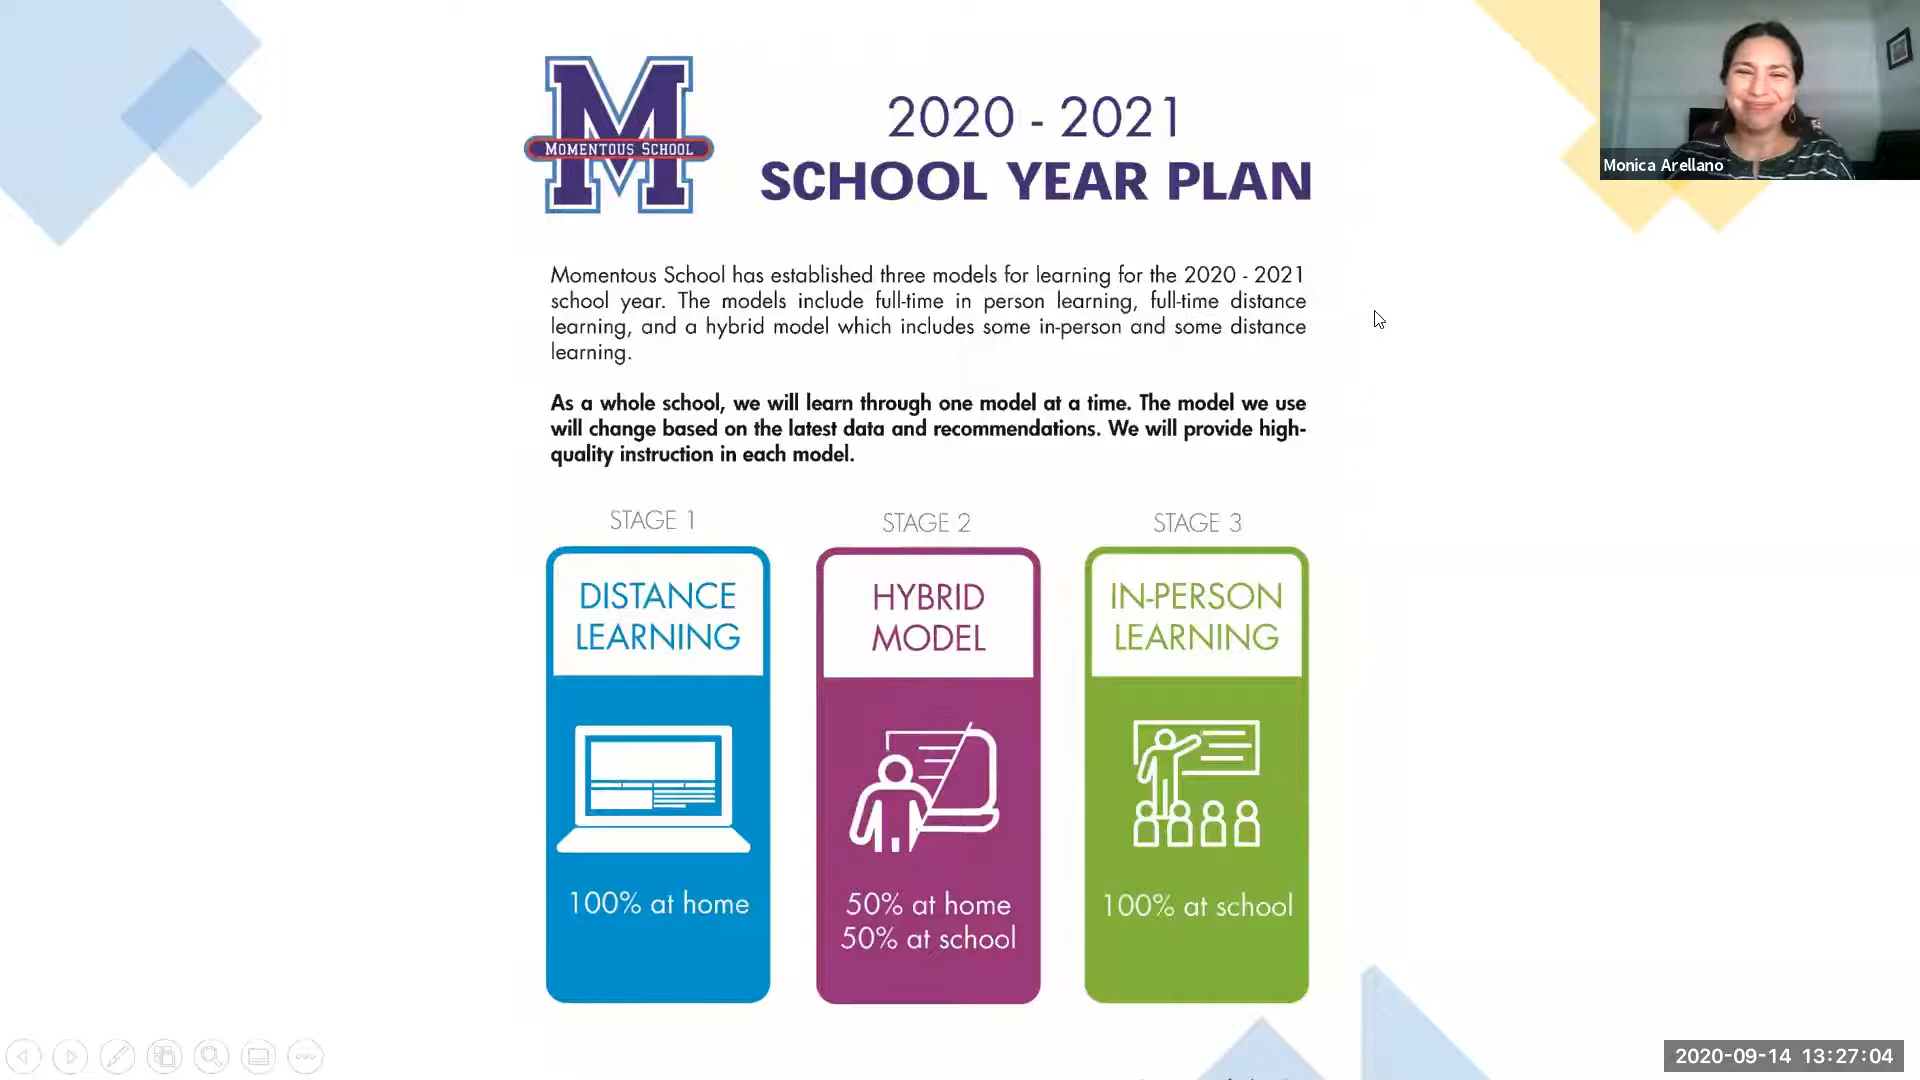 MOMENTOUS SCHOOL
2020 - 2021
SCHOOL YEAR PLAN
Monica Arellano
Momentous School has established three models for learning for the 2020 - 2021
school year. The models include full-time in person learning, full-time distance
learning, and a hybrid model which includes some in-person and some distance
learning.
As a whole school, we will learn through one model at a time. The model we use
will change based on the latest data and recommendations. We will provide high-
quality instruction in each model.
STAGE 1
DISTANCE
LEARNING
100% at home
STAGE 2
HYBRID
MODEL
50% at home
50% at school
STAGE 3
IN-PERSON
LEARNING
100% at school
2020-09-14 13:27:04